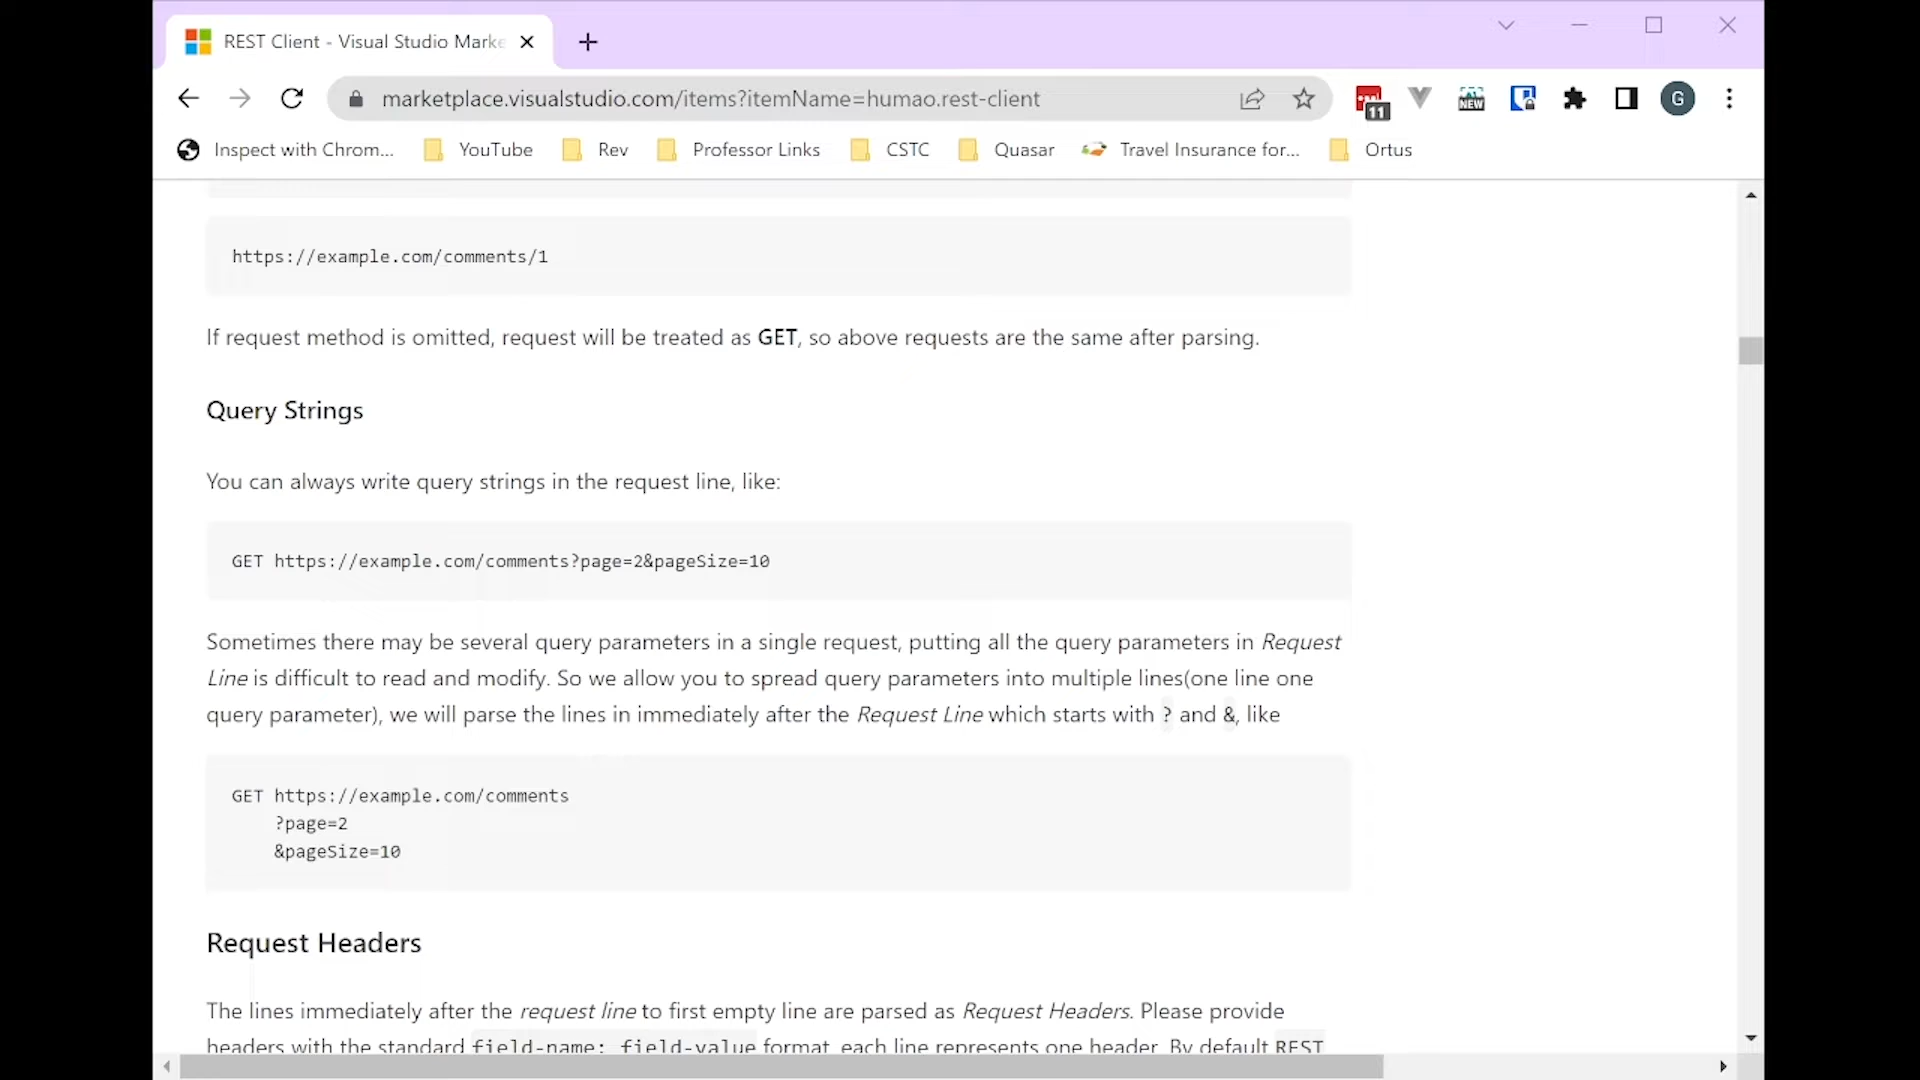 REST Client - Visual Studio Marke
marketplace.visualstudio.com/items?itemName=humao.rest-client
11
NEW
G
Inspect with Chrom...
YouTube
Rev
Professor Links
CSTC
Quasar
Travel Insurance for...
Ortus
https://example.com/comments/1
If request method is omitted, request will be treated as GET, so above requests are the same after parsing.
Query Strings
You can always write query strings in the request line, like:
GET https://example.com/comments?page=2&pageSize=10
Sometimes there may be several query parameters in a single request, putting all the query parameters in Request
Line is difficult to read and modify. So we allow you to spread query parameters into multiple lines(one line one
query parameter), we will parse the lines in immediately after the Request Line which starts with ? and &, like
GET https://example.com/comments
?page=2
&pageSize=10
Request Headers
The lines immediately after the request line to first empty line are parsed as Request Headers. Please provide
headers with the standard field-name: field-value format, each line represents one header. By default REST